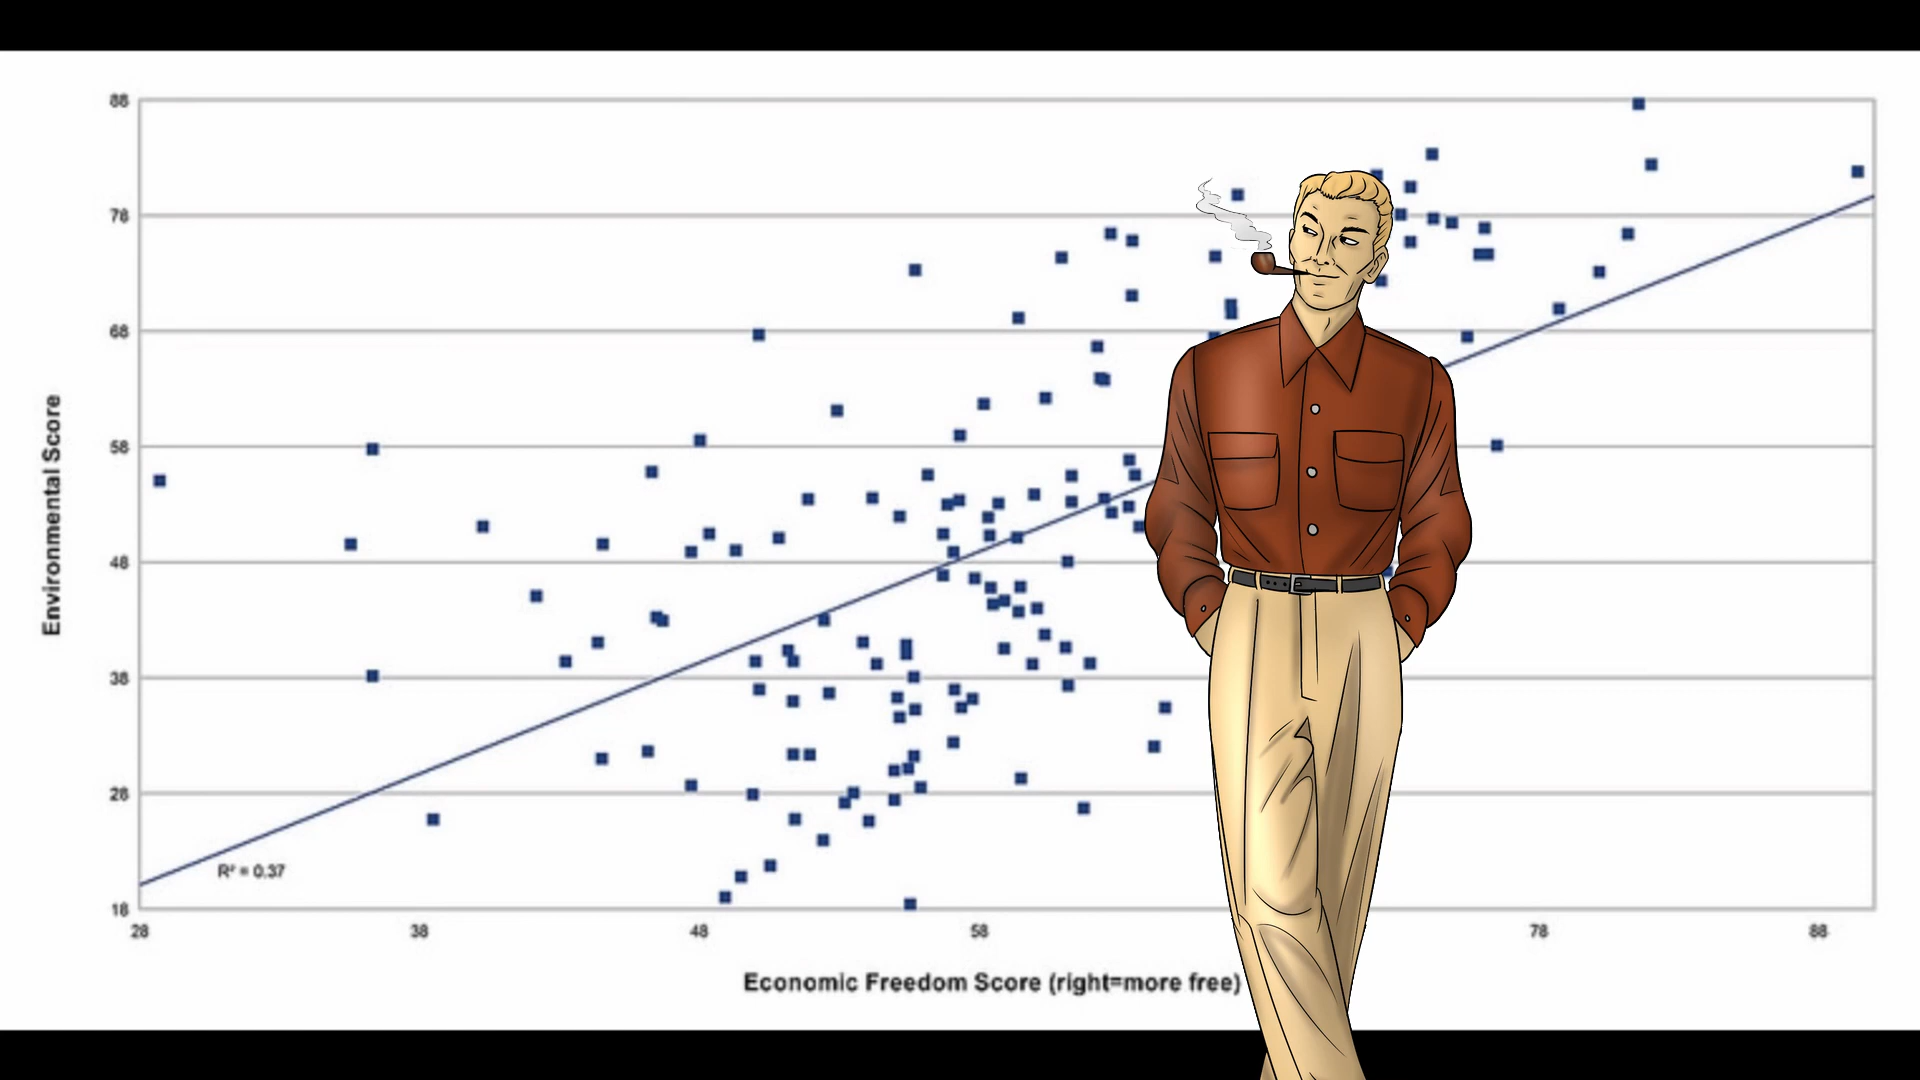 88
78
68
58
48
38
28
18
Environmental Score
R² = 0.37
28 38 48 58 78 88
Economic Freedom Score (right=more free)